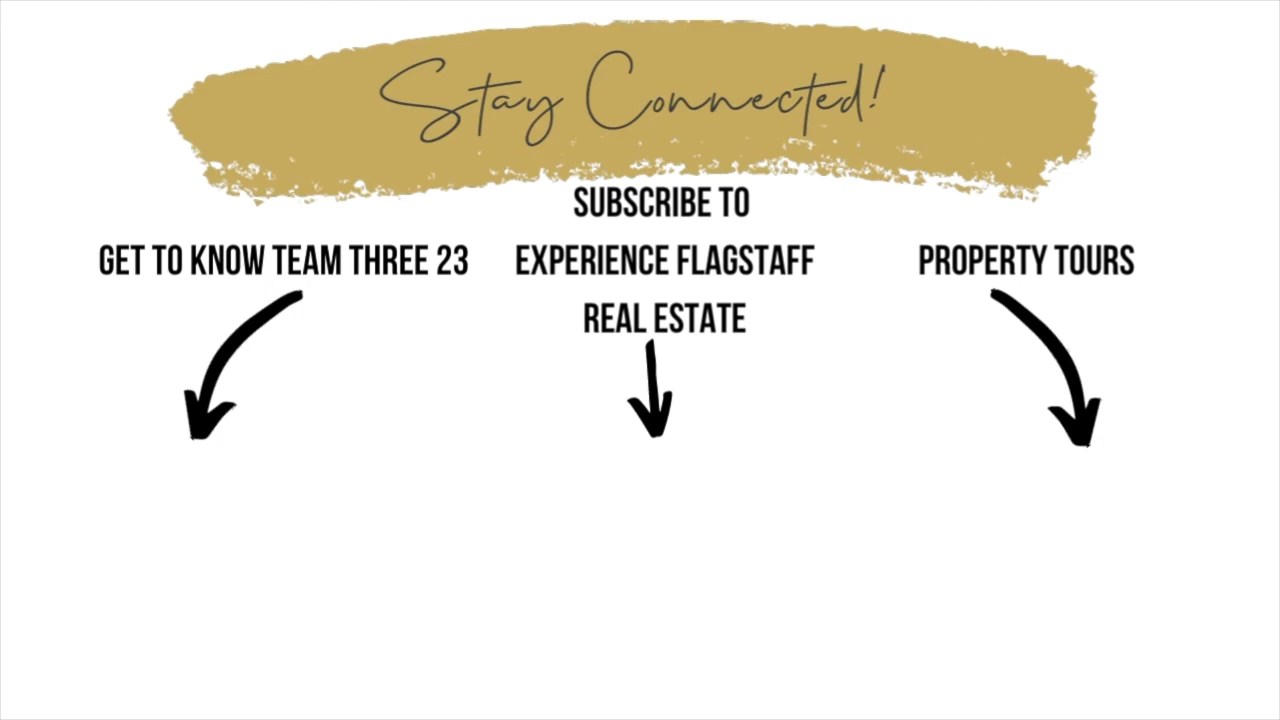 Stay Connected!
GET TO KNOW TEAM THREE 23
SUBSCRIBE TO
EXPERIENCE FLAGSTAFF
REAL ESTATE
PROPERTY TOURS